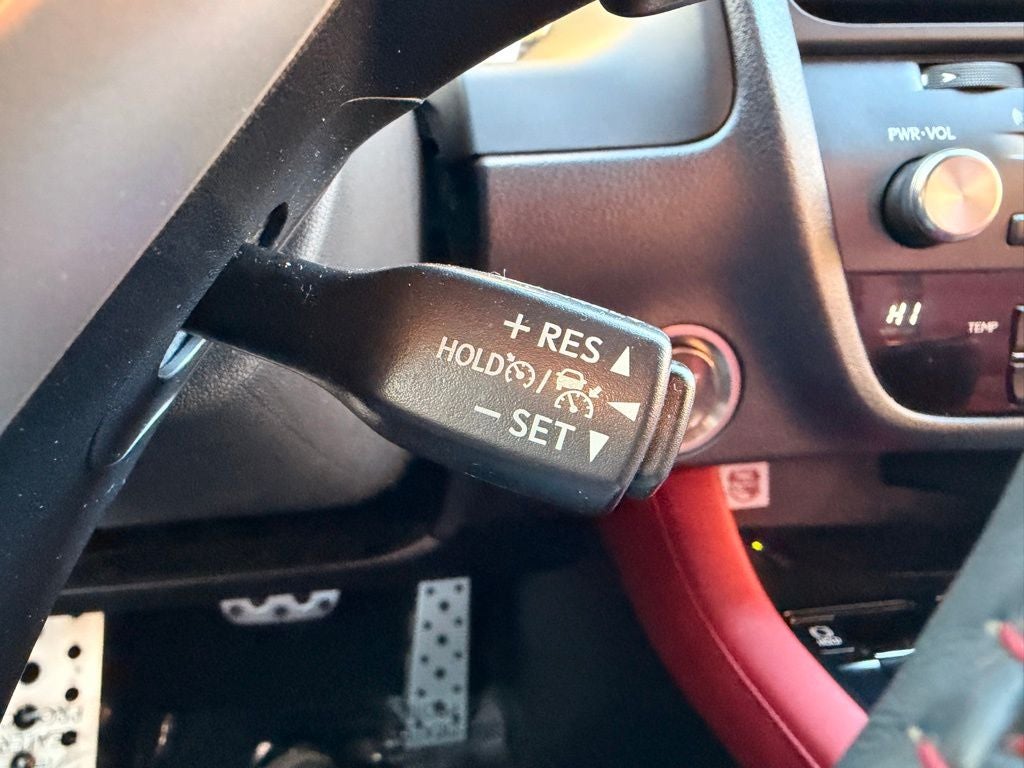 PWR·VOL
HI
TEMP
+ RES ▲
HOLD /
- SET ▼